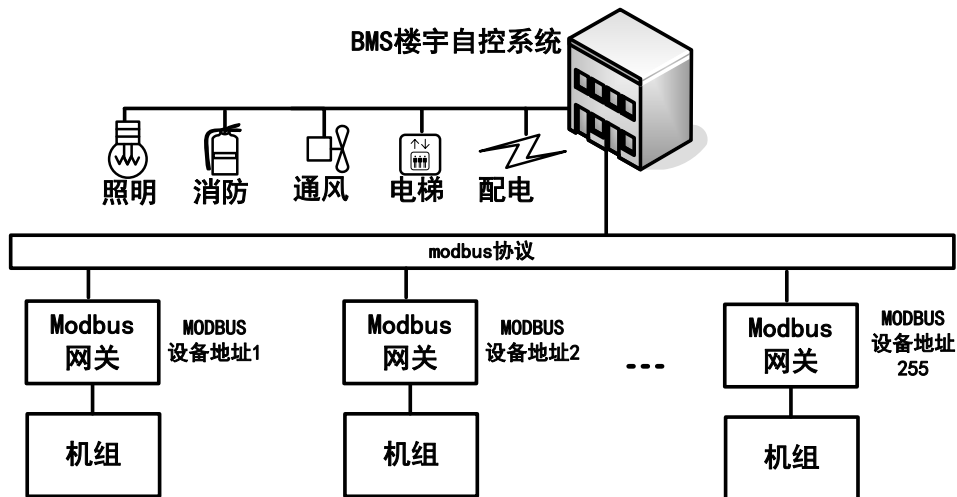 BMS楼宇自控系统
照明
消防
通风
电梯
配电
modbus协议
Modbus
网关
MODBUS
设备地址1
Modbus
网关
MODBUS
设备地址2
---
Modbus
网关
MODBUS
设备地址
255
机组
机组
机组